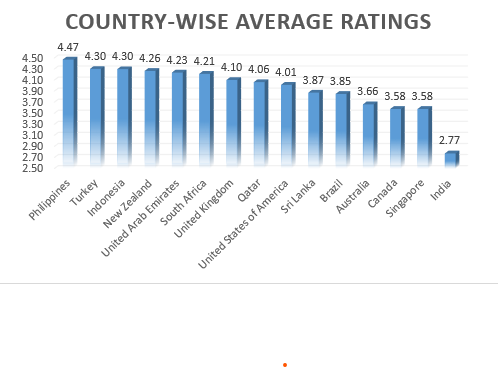 COUNTRY-WISE AVERAGE RATINGS
4.47
4.30
4.30
4.26
4.23
4.21
4.10
4.06
4.01
3.87
3.85
3.66
3.58
3.58
2.77
4.50
4.30
4.10
3.90
3.70
3.50
3.30
3.10
2.90
2.70
2.50
Philippines
Turkey
Indonesia
New Zealand
United Arab Emirates
South Africa
United Kingdom
Qatar
United States of America
Sri Lanka
Brazil
Australia
Canada
Singapore
India